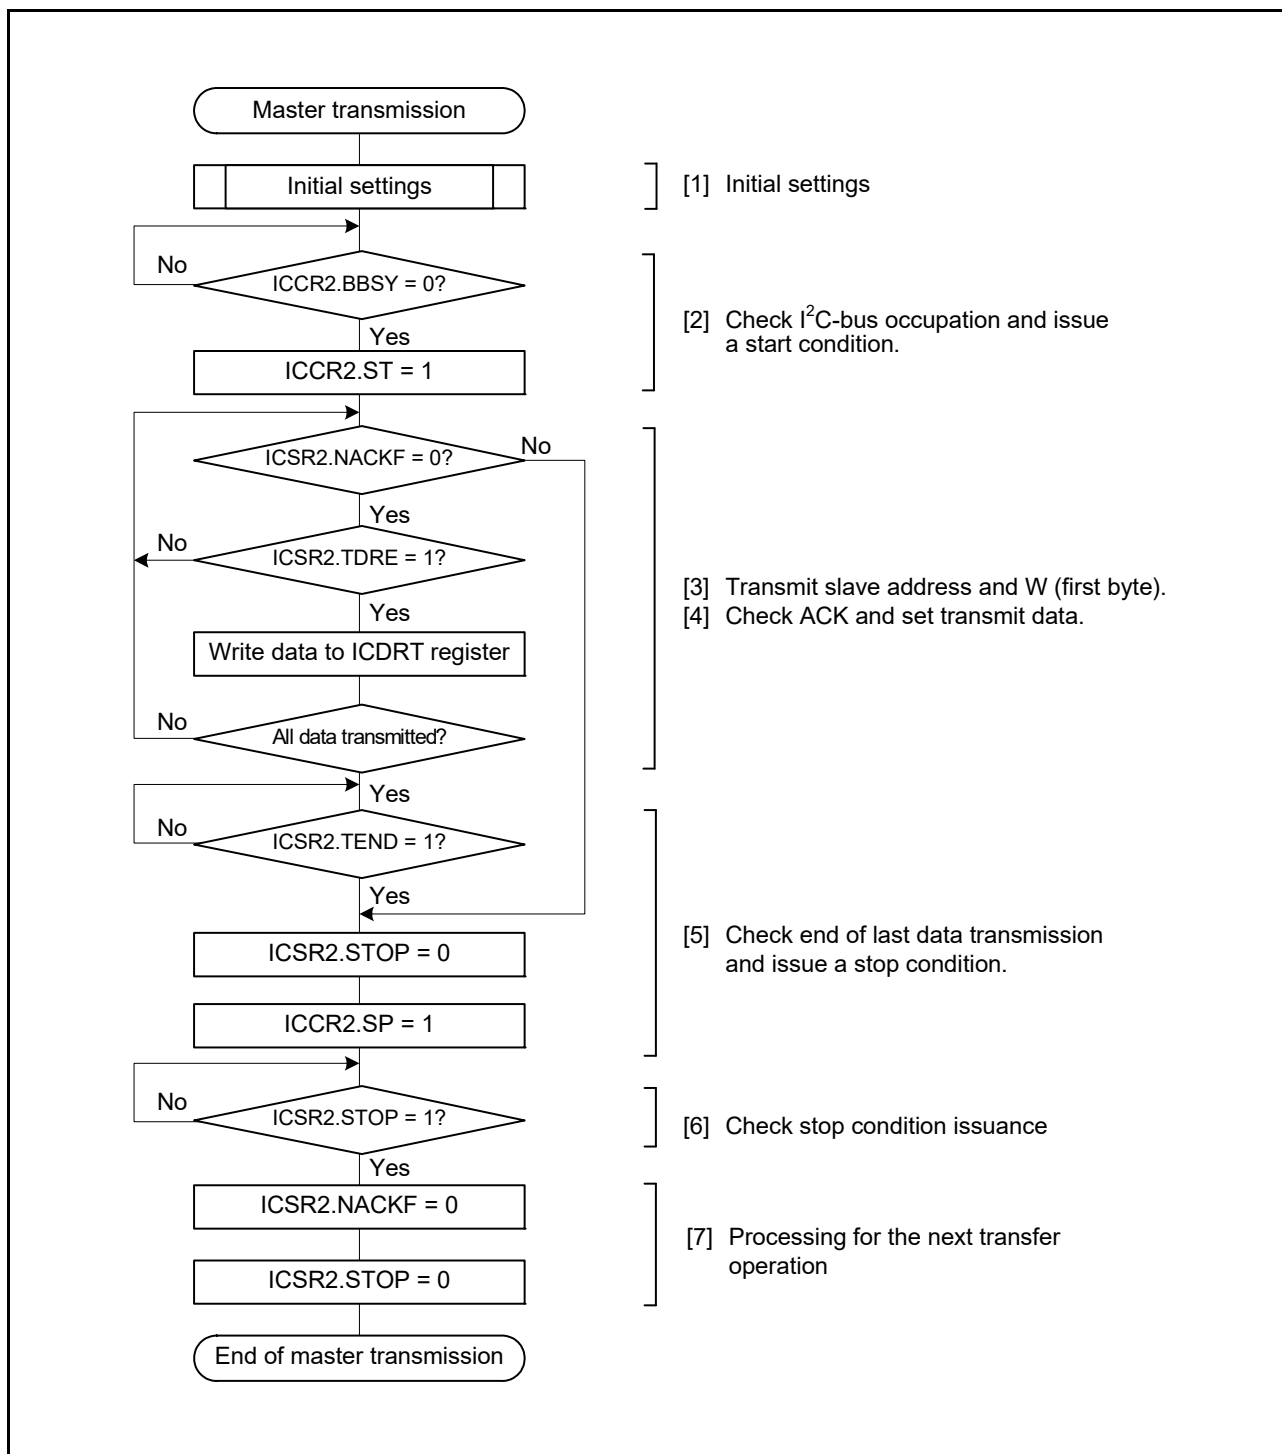 Master transmission
Initial settings
[1] Initial settings
No
ICCR2.BBSY = 0?
Yes
[2] Check I²C-bus occupation and issue
a start condition.
ICCR2.ST = 1
ICSR2.NACKF = 0?
No
Yes
No
ICSR2.TDRE = 1?
Yes
[3] Transmit slave address and W (first byte).
[4] Check ACK and set transmit data.
Write data to ICDRT register
No
All data transmitted?
Yes
No
ICSR2.TEND = 1?
Yes
ICSR2.STOP = 0
[5] Check end of last data transmission
and issue a stop condition.
ICCR2.SP = 1
No
ICSR2.STOP = 1?
[6] Check stop condition issuance
Yes
ICSR2.NACKF = 0
[7] Processing for the next transfer
operation
ICSR2.STOP = 0
End of master transmission